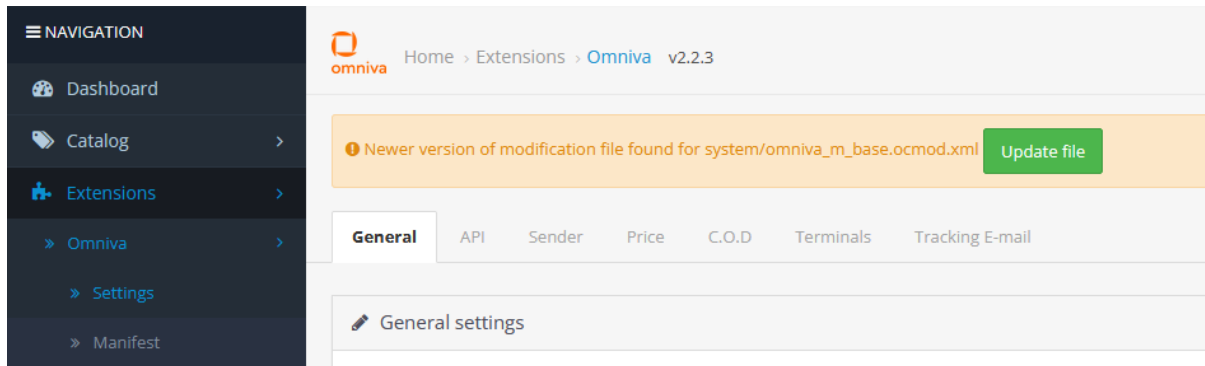 NAVIGATION
Dashboard
Catalog
Extensions
Omniva
Settings
Manifest
omniva
Home › Extensions › Omniva v2.2.3
Newer version of modification file found for system/omniva_m_base.ocmod.xml Update file
General API Sender Price C.O.D Terminals Tracking E-mail
General settings